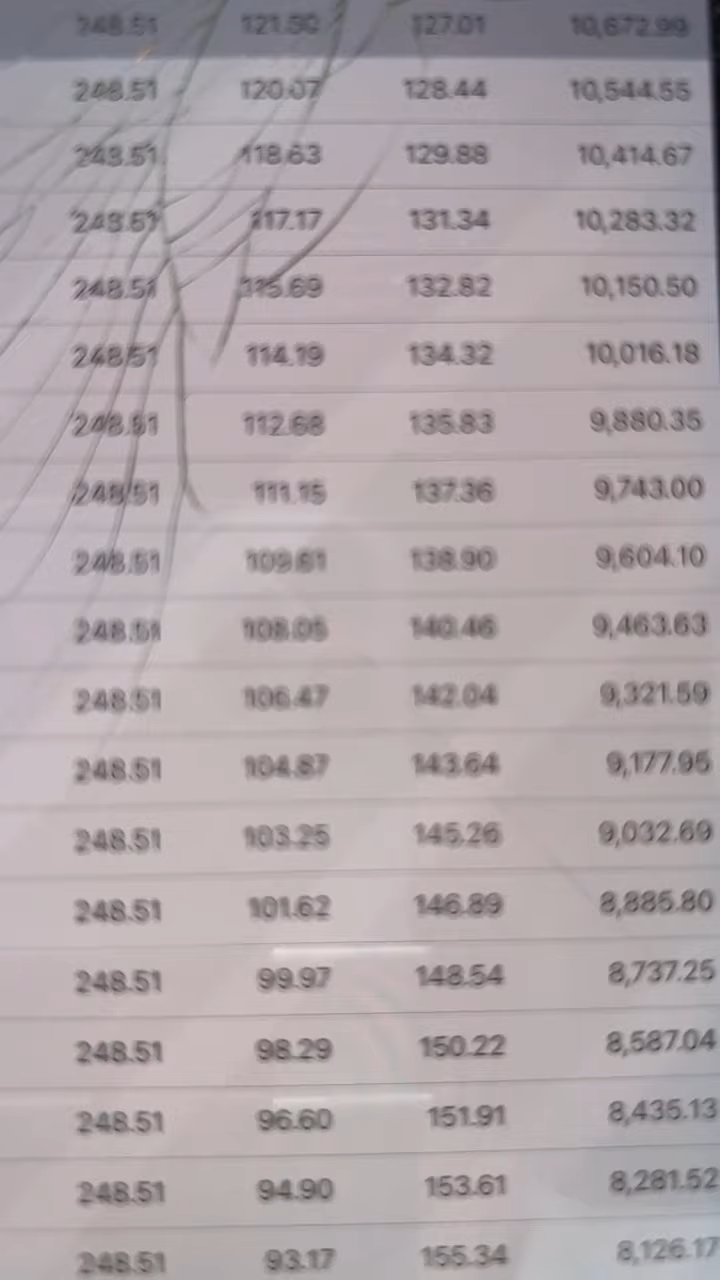 248.51 121.50 127.01 10,672.99
248.51 120.07 128.44 10,544.55
248.51 118.63 129.88 10,414.67
248.51 117.17 131.34 10,283.32
248.51 115.69 132.82 10,150.50
248.51 114.19 134.32 10,016.18
248.51 112.68 135.83 9,880.35
248.51 111.15 137.36 9,743.00
248.51 109.61 138.90 9,604.10
248.51 108.05 140.46 9,463.63
248.51 106.47 142.04 9,321.59
248.51 104.87 143.64 9,177.95
248.51 103.25 145.26 9,032.69
248.51 101.62 146.89 8,885.80
248.51 99.97 148.54 8,737.25
248.51 98.29 150.22 8,587.04
248.51 96.60 151.91 8,435.13
248.51 94.90 153.61 8,281.52
248.51 93.17 155.34 8,126.17